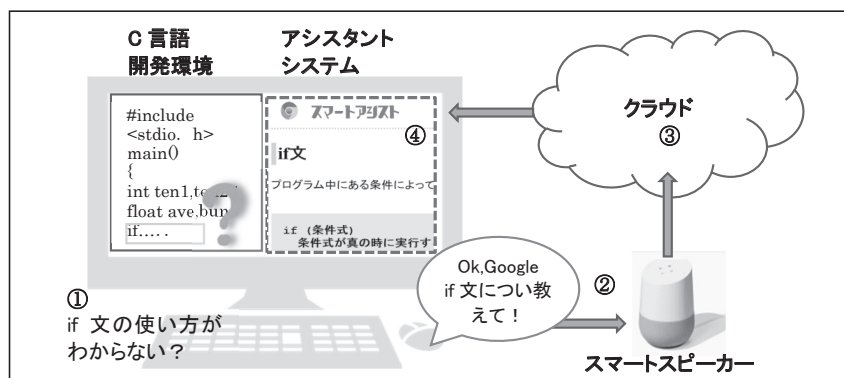 C 言語
開発環境
アシスタント
システム
#include
<stdio. h>
main()
{
int ten1,ten2
float ave,bun
if.....
?
スマートアシスト
④
if文
プログラム中にある条件によって
if (条件式)
条件式が真の時に実行す
クラウド
③
①
if 文の使い方が
わからない？
Ok,Google
if 文につい教
えて！
②
スマートスピーカー